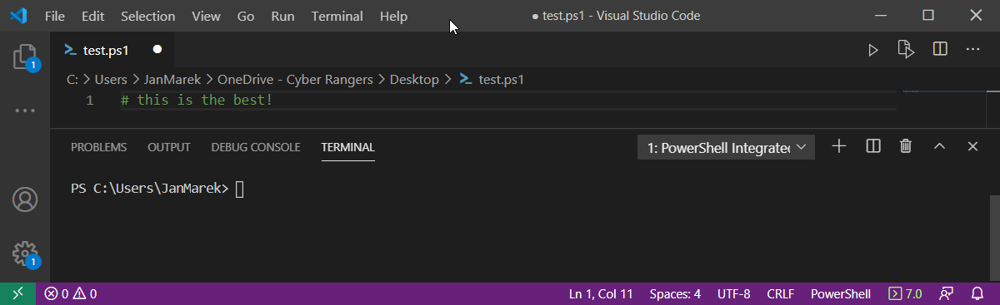 File Edit Selection View Go Run Terminal Help ● test.ps1 - Visual Studio Code
test.ps1 ●
1
C: > Users > JanMarek > OneDrive - Cyber Rangers > Desktop > test.ps1
1 # this is the best!
PROBLEMS OUTPUT DEBUG CONSOLE TERMINAL 1: PowerShell Integrated
PS C:\Users\JanMarek>
1
0 0 Ln 1, Col 11 Spaces: 4 UTF-8 CRLF PowerShell 7.0